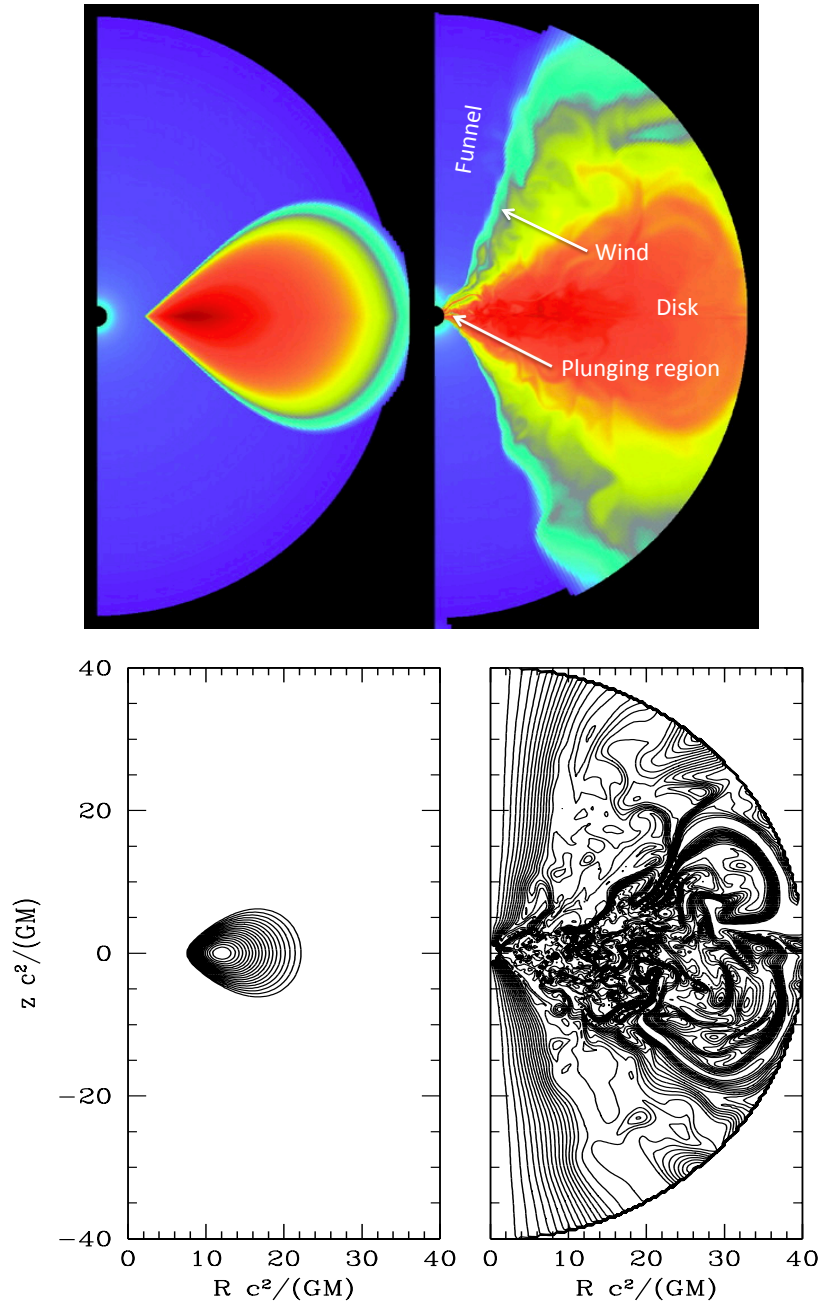 Funnel
Wind
Disk
Plunging region
40
20
0
−20
−40
z c²/(GM)
0 10 20 30 40
0 10 20 30 40
R c²/(GM)
R c²/(GM)